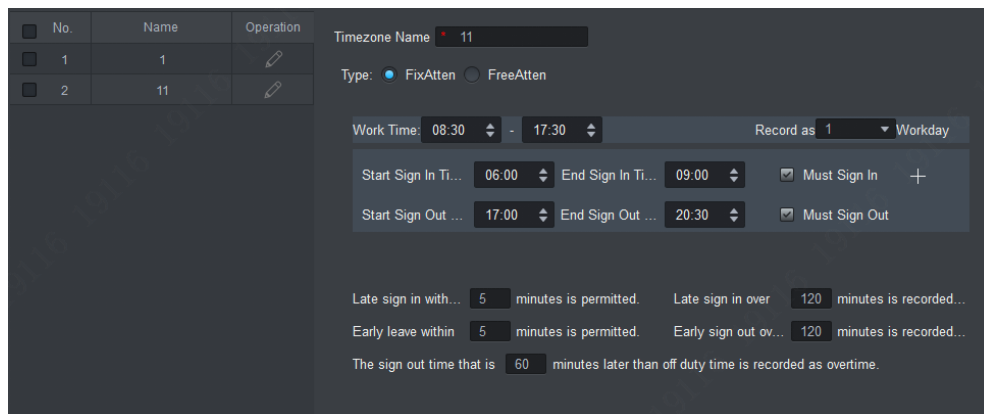 No. Name Operation
1 1
2 11
Timezone Name * 11
Type: FixAtten FreeAtten
Work Time: 08:30 - 17:30 Record as 1 Workday
Start Sign In Ti... 06:00 End Sign In Ti... 09:00 Must Sign In +
Start Sign Out ... 17:00 End Sign Out ... 20:30 Must Sign Out
Late sign in with... 5 minutes is permitted. Late sign in over 120 minutes is recorded...
Early leave within 5 minutes is permitted. Early sign out ov... 120 minutes is recorded...
The sign out time that is 60 minutes later than off duty time is recorded as overtime.
19116
19116
19116
19116
19116